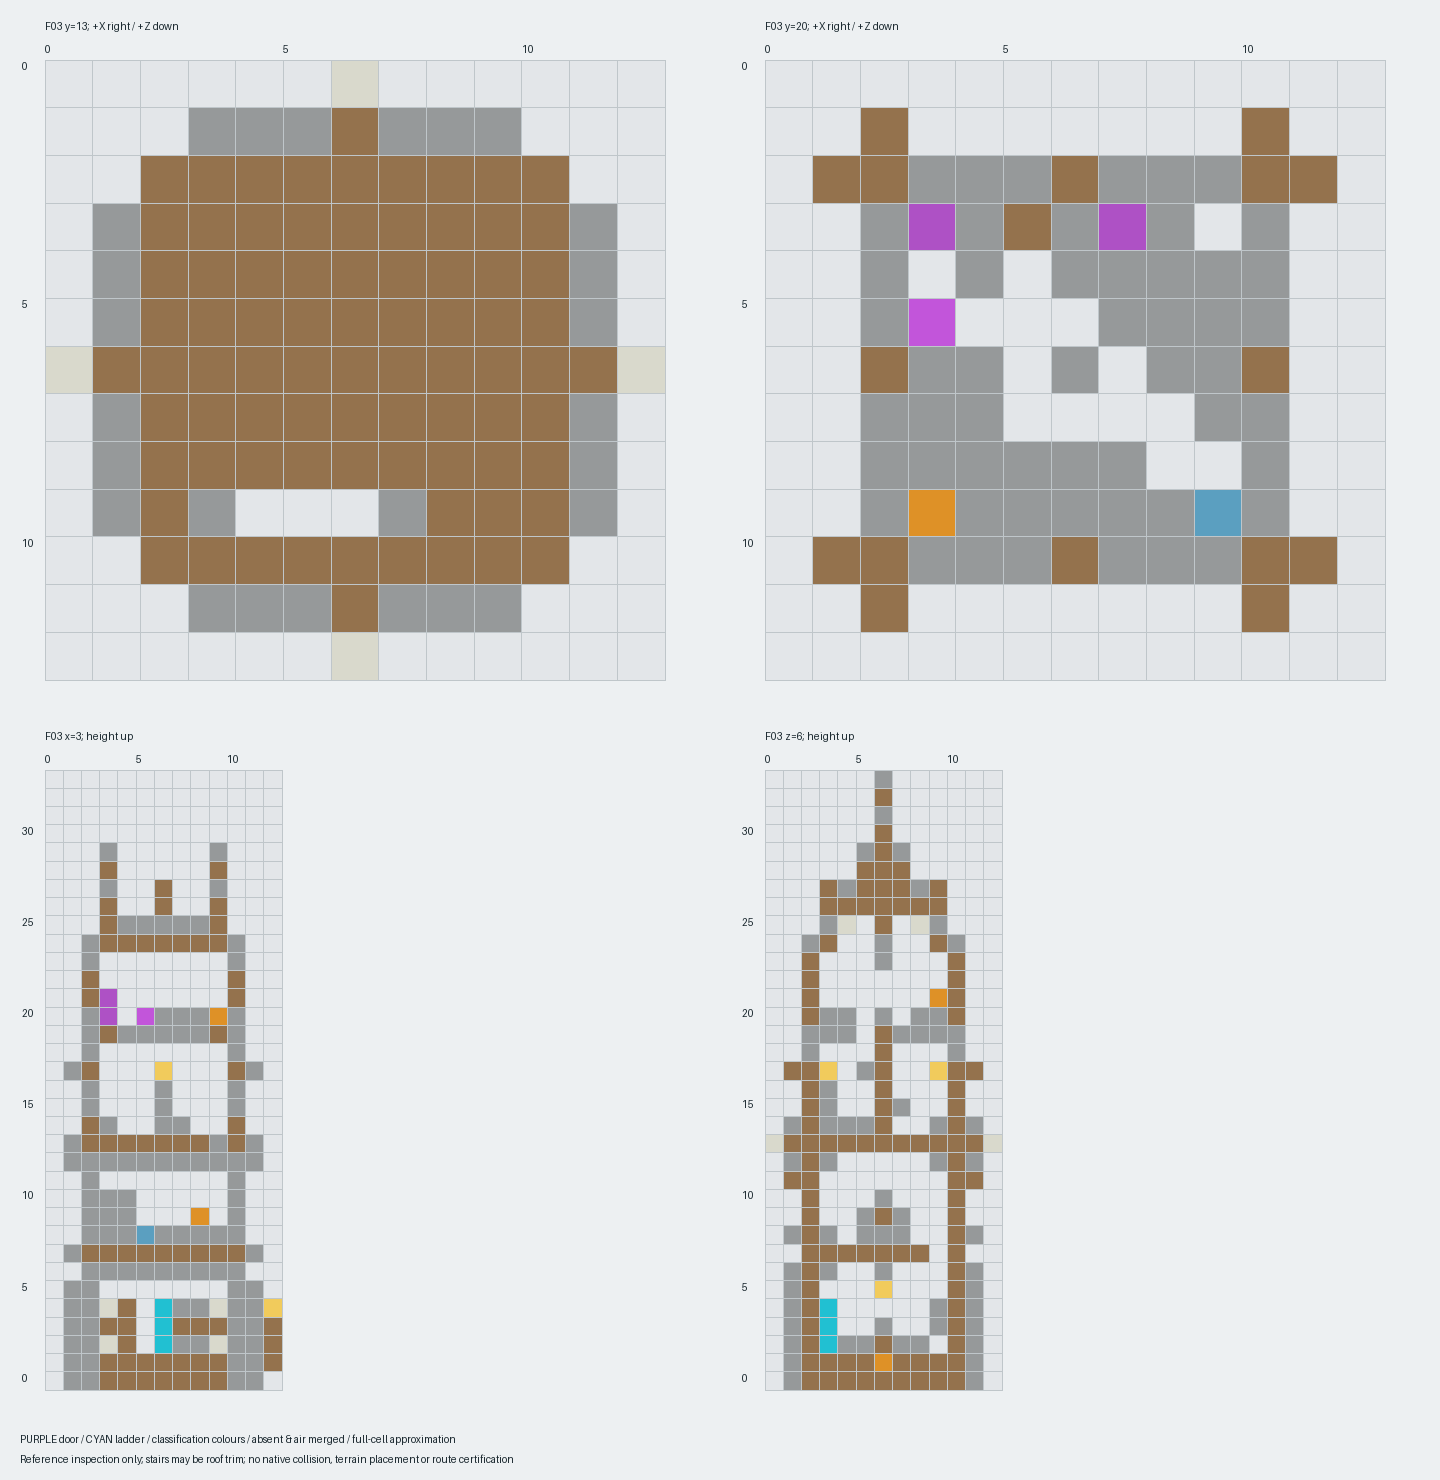 F03 y=13; +X right / +Z down
0 5 10
0
5
10
F03 y=20; +X right / +Z down
0 5 10
0
5
10
F03 x=3; height up
0 5 10
30
25
20
15
10
5
0
F03 z=6; height up
0 5 10
30
25
20
15
10
5
0
PURPLE door / CYAN ladder / classification colours / absent & air merged / full-cell approximation
Reference inspection only; stairs may be roof trim; no native collision, terrain placement or route certification